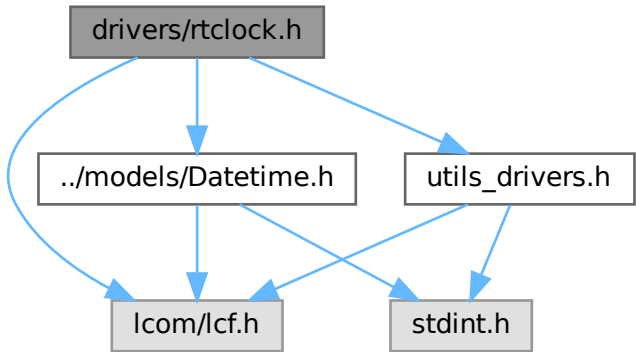 drivers/rtclock.h
../models/Datetime.h
utils_drivers.h
lcom/lcf.h
stdint.h